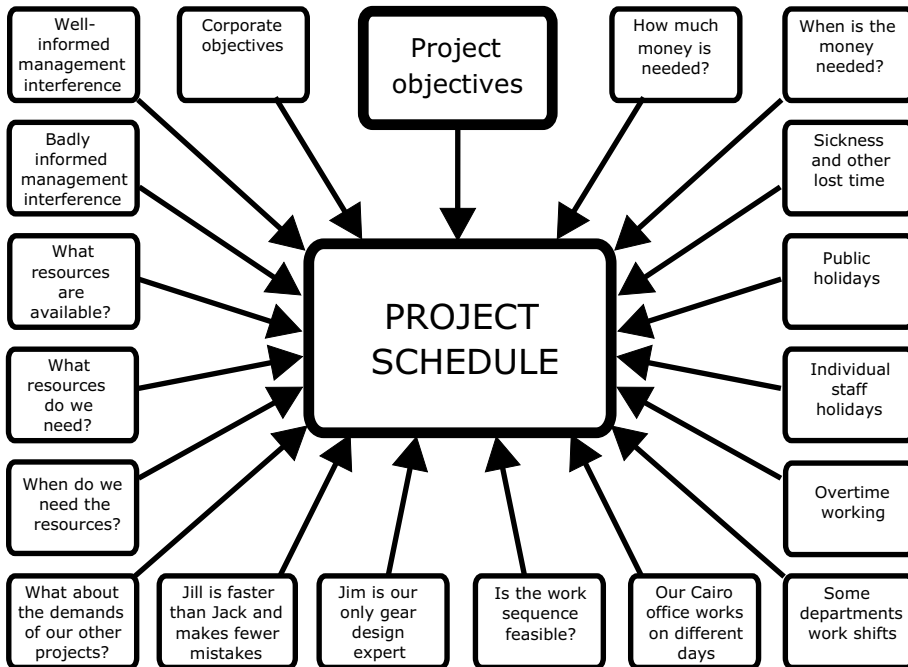 Well-
informed
management
interference
Corporate
objectives
Project
objectives
How much
money is
needed?
When is the
money
needed?
Badly
informed
management
interference
Sickness
and other
lost time
What
resources
are
available?
PROJECT
SCHEDULE
Public
holidays
What
resources
do we
need?
Individual
staff
holidays
When do we
need the
resources?
Overtime
working
What about
the demands
of our other
projects?
Jill is faster
than Jack and
makes fewer
mistakes
Jim is our
only gear
design
expert
Is the work
sequence
feasible?
Our Cairo
office works
on different
days
Some
departments
work shifts